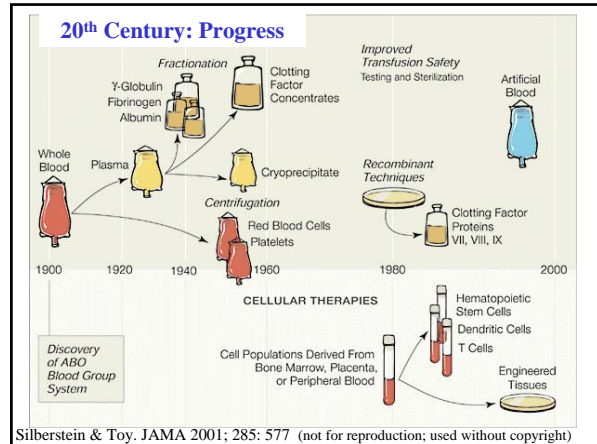 20th Century: Progress
Fractionation
γ-Globulin
Fibrinogen
Albumin
Clotting
Factor
Concentrates
Improved
Transfusion Safety
Testing and Sterilization
Artificial
Blood
Whole
Blood
Plasma
Cryoprecipitate
Recombinant
Techniques
Centrifugation
Red Blood Cells
Platelets
Clotting Factor
Proteins
VII, VIII, IX
1900
1920
1940
1960
1980
2000
CELLULAR THERAPIES
Discovery
of ABO
Blood Group
System
Cell Populations Derived From
Bone Marrow, Placenta,
or Peripheral Blood
Hematopoietic
Stem Cells
Dendritic Cells
T Cells
Engineered
Tissues
Silberstein & Toy. JAMA 2001; 285: 577 (not for reproduction; used without copyright)